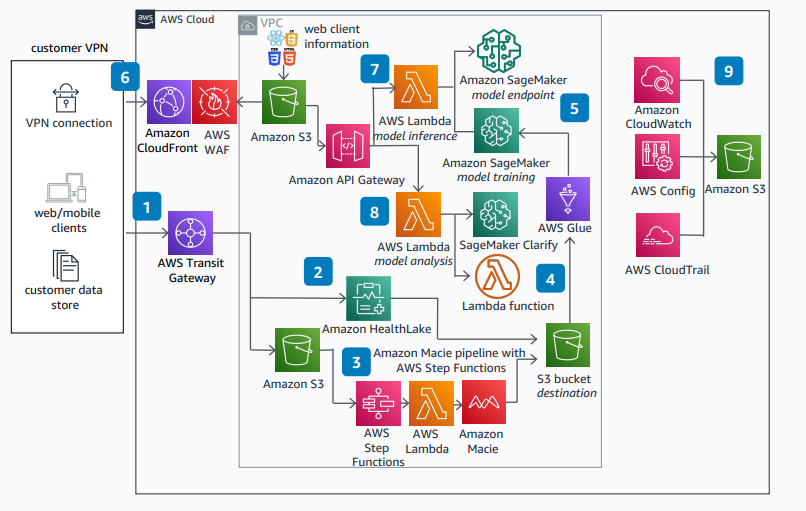 aws
AWS Cloud
VPC
customer VPN
web client
information
CSS
HTML
6
7
9
5
VPN connection
Amazon
CloudFront
AWS
WAF
Amazon S3
AWS Lambda
model inference
Amazon SageMaker
model endpoint
Amazon
CloudWatch
Amazon API Gateway
Amazon SageMaker
model training
AWS Config
Amazon S3
web/mobile
clients
1
AWS Transit
Gateway
8
AWS Lambda
model analysis
SageMaker Clarify
AWS Glue
AWS CloudTrail
customer data
store
2
4
Lambda function
Amazon HealthLake
Amazon S3
3
Amazon Macie pipeline with
AWS Step Functions
S3 bucket
destination
AWS
Step
Functions
AWS
Lambda
Amazon
Macie